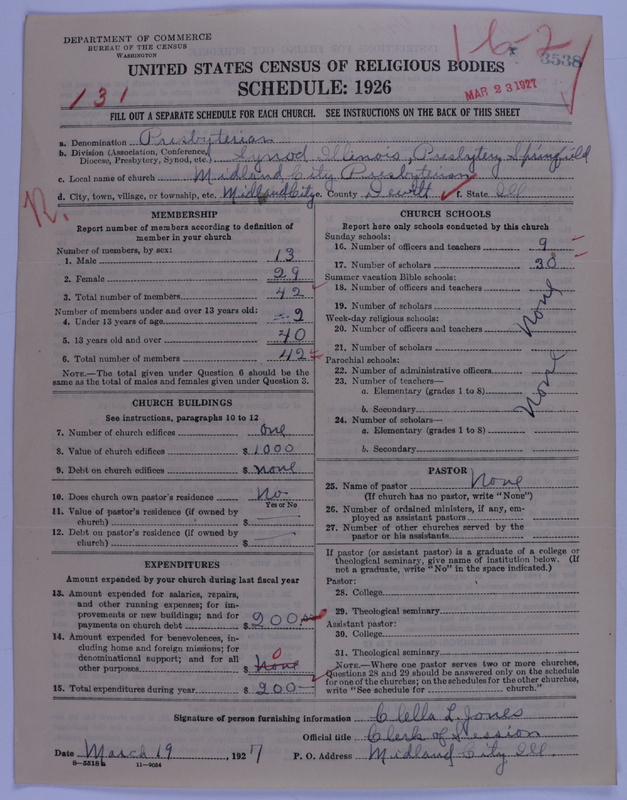 DEPARTMENT OF COMMERCE
BUREAU OF THE CENSUS
WASHINGTON
16-2
3538
UNITED STATES CENSUS OF RELIGIOUS BODIES
SCHEDULE: 1926
131
MAR 23 1927
FILL OUT A SEPARATE SCHEDULE FOR EACH CHURCH. SEE INSTRUCTIONS ON THE BACK OF THIS SHEET
a. Denomination Presbyterian
b. Division (Association, Conference, Diocese, Presbytery, Synod, etc.) Synod Illinois, Presbytery Springfield
c. Local name of church Midland City Presbyterian
d. City, town, village, or township, etc. Midland City e. County Dewitt f. State Ill
MEMBERSHIP
Report number of members according to definition of
member in your church
Number of members, by sex:
1. Male 13
2. Female 29
3. Total number of members 42
Number of members under and over 13 years old:
4. Under 13 years of age 2
5. 13 years old and over 40
6. Total number of members 42
NOTE.—The total given under Question 6 should be
same as the total of males and females given under Question 3.
CHURCH BUILDINGS
See instructions, paragraphs 10 to 12
7. Number of church edifices one
8. Value of church edifices $ 1000
9. Debt on church edifices $ none
10. Does church own pastor's residence No
Yes or No
11. Value of pastor's residence (if owned by
church) $
12. Debt on pastor's residence (if owned by
church) $
EXPENDITURES
Amount expended by your church during last fiscal year
13. Amount expended for salaries, repairs,
and other running expenses; for im-
provements or new buildings; and for
payments on church debt $ 200.00
14. Amount expended for benevolences, in-
cluding home and foreign missions; for
denominational support; and for all
other purposes $ None 0
15. Total expenditures during year $ 200
CHURCH SCHOOLS
Report here only schools conducted by this church
Sunday schools:
16. Number of officers and teachers 9
17. Number of scholars 30
Summer vacation Bible schools:
18. Number of officers and teachers
19. Number of scholars
None
Week-day religious schools:
20. Number of officers and teachers
21. Number of scholars
Parochial schools:
22. Number of administrative officers
23. Number of teachers—
a. Elementary (grades 1 to 8)
None
b. Secondary
24. Number of scholars—
a. Elementary (grades 1 to 8)
b. Secondary
PASTOR
25. Name of pastor None
(If church has no pastor, write "None")
26. Number of ordained ministers, if any, em-
ployed as assistant pastors
27. Number of other churches served by the
pastor or his assistants
If pastor (or assistant pastor) is a graduate of a college or
theological seminary, give name of institution below. (If
not a graduate, write "No" in the space indicated.)
Pastor:
28. College
29. Theological seminary
Assistant pastor:
30. College
31. Theological seminary
NOTE.—Where one pastor serves two or more churches,
Questions 28 and 29 should be answered only on the schedule
for one of the churches; on the schedules for the other churches,
write "See schedule for church."
Signature of person furnishing information Clella L. Jones
Official title Clerk of Session
Date March 19, 1927 P. O. Address Midland City Ill.
8-5518 11-9054